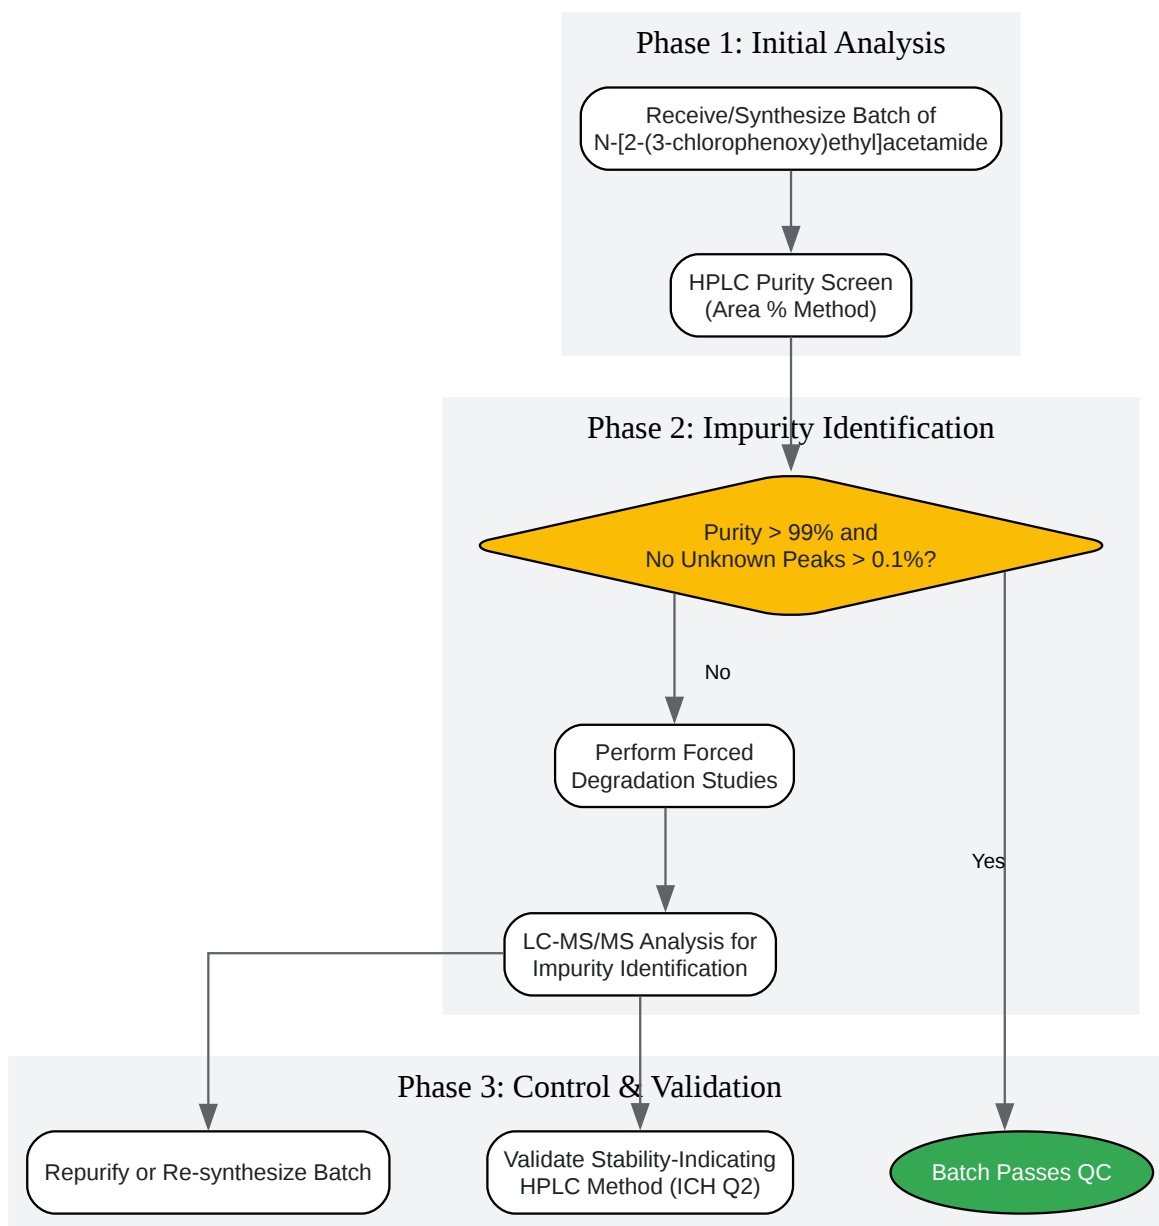 Phase 1: Initial Analysis
Receive/Synthesize Batch of
N-[2-(3-chlorophenoxy)ethyl]acetamide
HPLC Purity Screen
(Area % Method)
Phase 2: Impurity Identification
Purity > 99% and
No Unknown Peaks > 0.1%?
No
Perform Forced
Degradation Studies
Yes
LC-MS/MS Analysis for
Impurity Identification
Phase 3: Control & Validation
Repurify or Re-synthesize Batch
Validate Stability-Indicating
HPLC Method (ICH Q2)
Batch Passes QC